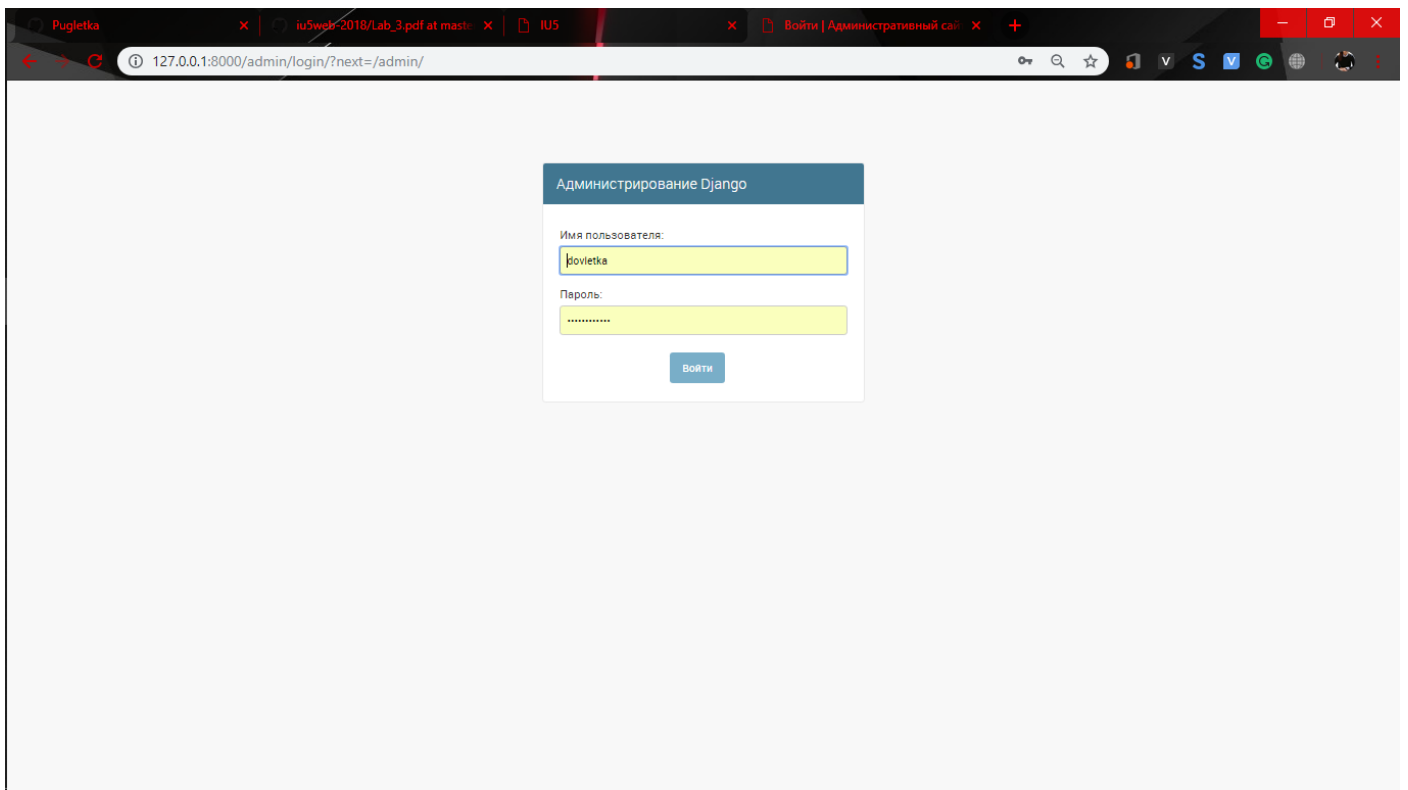 Pugletka
iu5web-2018/Lab_3.pdf at maste
IU5
Войти | Административный сай
127.0.0.1:8000/admin/login/?next=/admin/
Администрирование Django
Имя пользователя:
dovletka
Пароль:
••••••••••••
Войти